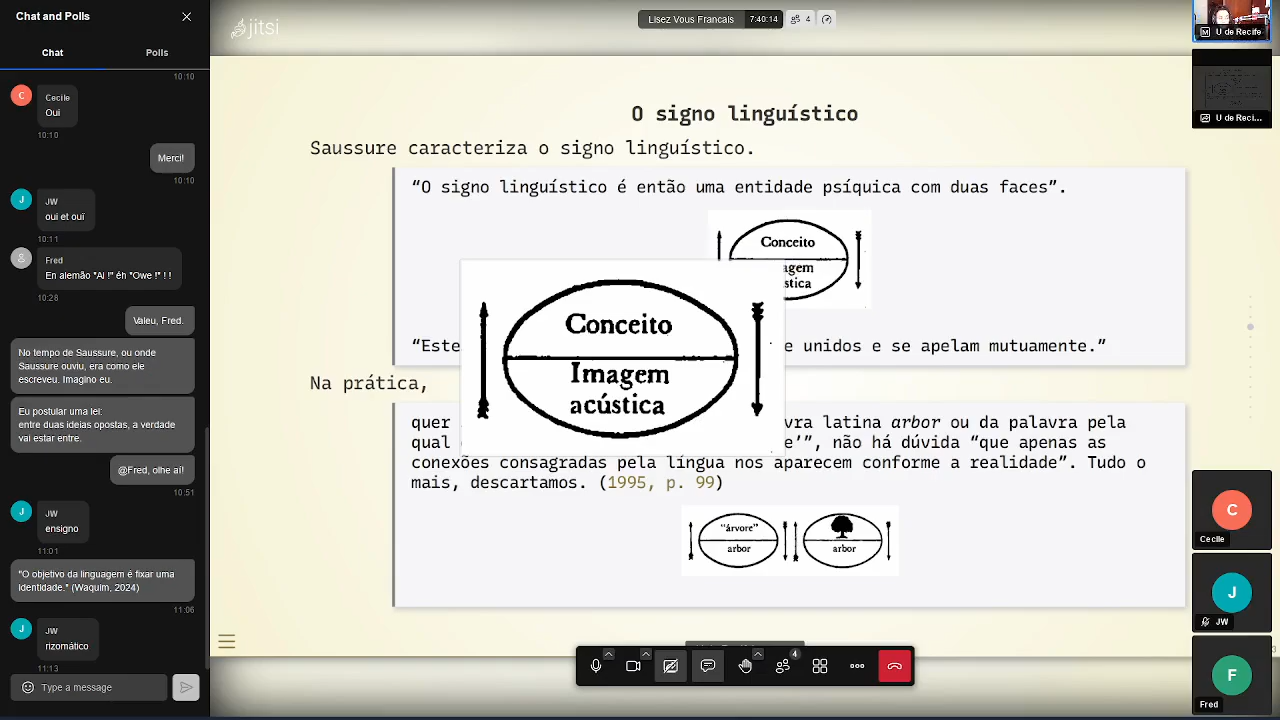 Chat and Polls
Chat
Polls
10:10
C
Cecile
Oui
10:10
Merci!
10:10
J
JW
oui et ouí
10:11
Fred
En alemão "A !" éh "Owe !" ! !
10:28
Valeu, Fred.
No tempo de Saussure, ou onde
Saussure ouviu, era como ele
escreveu. Imagino eu.
Eu postular uma lei:
entre duas ideias opostas, a verdade
vai estar entre.
@Fred, olhe aí!
10:51
J
JW
ensigno
11:01
"O objetivo da linguagem é fixar uma
identidade." (Waquim, 2024)
11:06
J
JW
rizomático
11:13
Type a message
jitsi
Lisez Vous Francais
7:40:14
4
O signo linguístico
Saussure caracteriza o signo linguístico.
“O signo linguístico é então uma entidade psíquica com duas faces”.
Conceito
agem
stica
Conceito
Imagem
acústica
“Este
e unidos e se apelam mutuamente.”
Na prática,
quer
vra latina arbor ou da palavra pela
qual
e’”, não há dúvida “que apenas as
conexões consagradas pela língua nos aparecem conforme a realidade”. Tudo o
mais, descartamos. (1995, p. 99)
“árvore”
arbor
arbor
4
M
U de Recife
U de Reci...
C
Cecile
J
JW
F
Fred